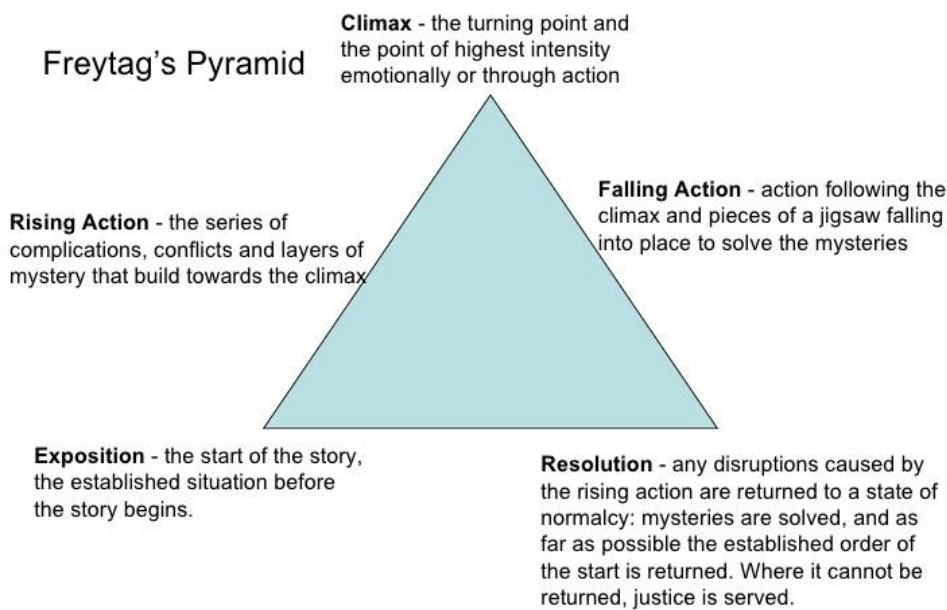 Freytag's Pyramid
Climax - the turning point and
the point of highest intensity
emotionally or through action
Rising Action - the series of
complications, conflicts and layers of
mystery that build towards the climax
Falling Action - action following the
climax and pieces of a jigsaw falling
into place to solve the mysteries
Exposition - the start of the story,
the established situation before
the story begins.
Resolution - any disruptions caused by
the rising action are returned to a state of
normalcy: mysteries are solved, and as
far as possible the established order of
the start is returned. Where it cannot be
returned, justice is served.